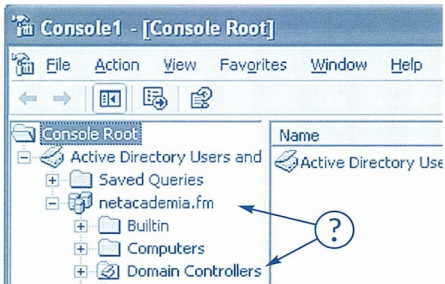 Console1 - [Console Root]
File Action View Favorites Window Help
Console Root
Name
Active Directory Users and
Active Directory Use
Saved Queries
netacademia.fm
?
Builtin
Computers
Domain Controllers